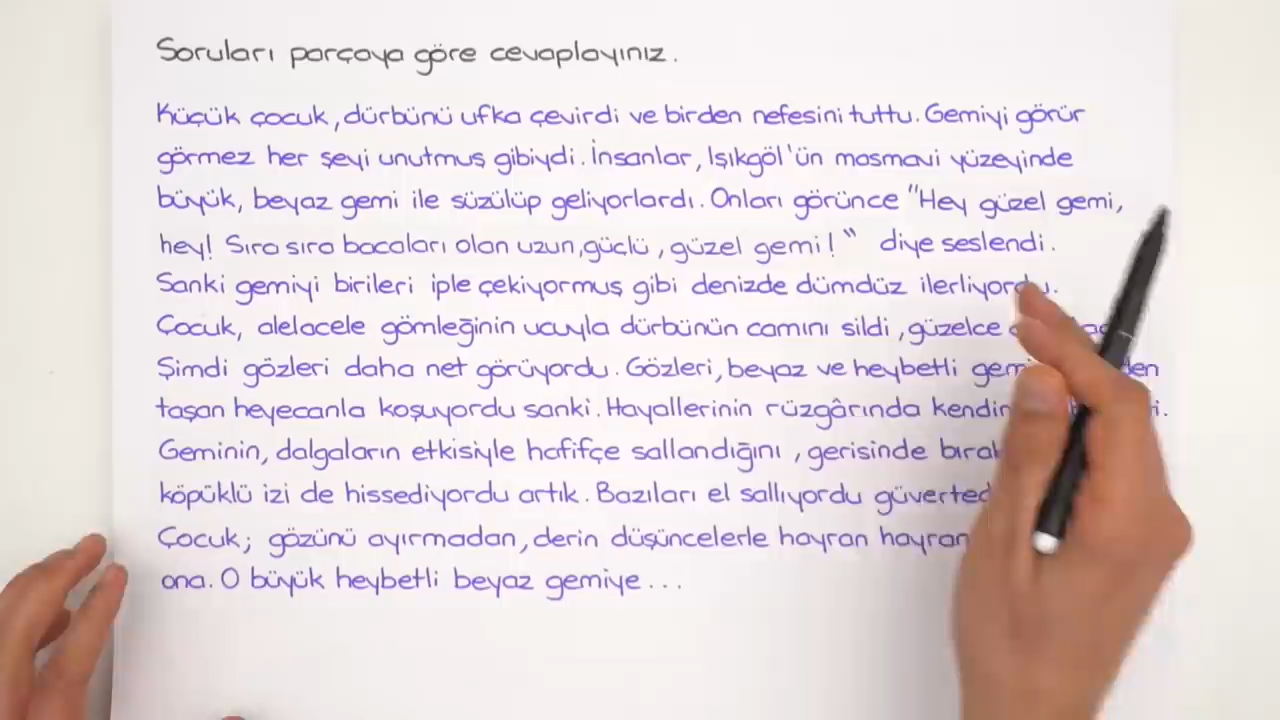 Soruları parçaya göre cevaplayınız.
Küçük çocuk, dürbünü ufka çevirdi ve birden nefesini tuttu. Gemiyi görür
görmez her şeyi unutmuş gibiydi. İnsanlar, Işıkgöl'ün masmavi yüzeyinde
büyük, beyaz gemi ile süzülüp geliyorlardı. Onları görünce "Hey güzel gemi,
hey! Sıra sıra bacaları olan uzun, güçlü, güzel gemi!" diye seslendi.
Sanki gemiyi birileri iple çekiyormuş gibi denizde dümdüz ilerliyordu.
Çocuk, alelacele gömleğinin ucuyla dürbünün camını sildi, güzelce
Şimdi gözleri daha net görüyordu. Gözleri, beyaz ve heybetli
taşan heyecanla koşuyordu sanki. Hayallerinin rüzgârında
Geminin, dalgaların etkisiyle hafifçe sallandığını, gerisinde
köpüklü izi de hissediyordu artık. Bazıları el sallıyordu
Çocuk; gözünü ayırmadan, derin düşüncelerle hayran hayran
ona. O büyük heybetli beyaz gemiye...